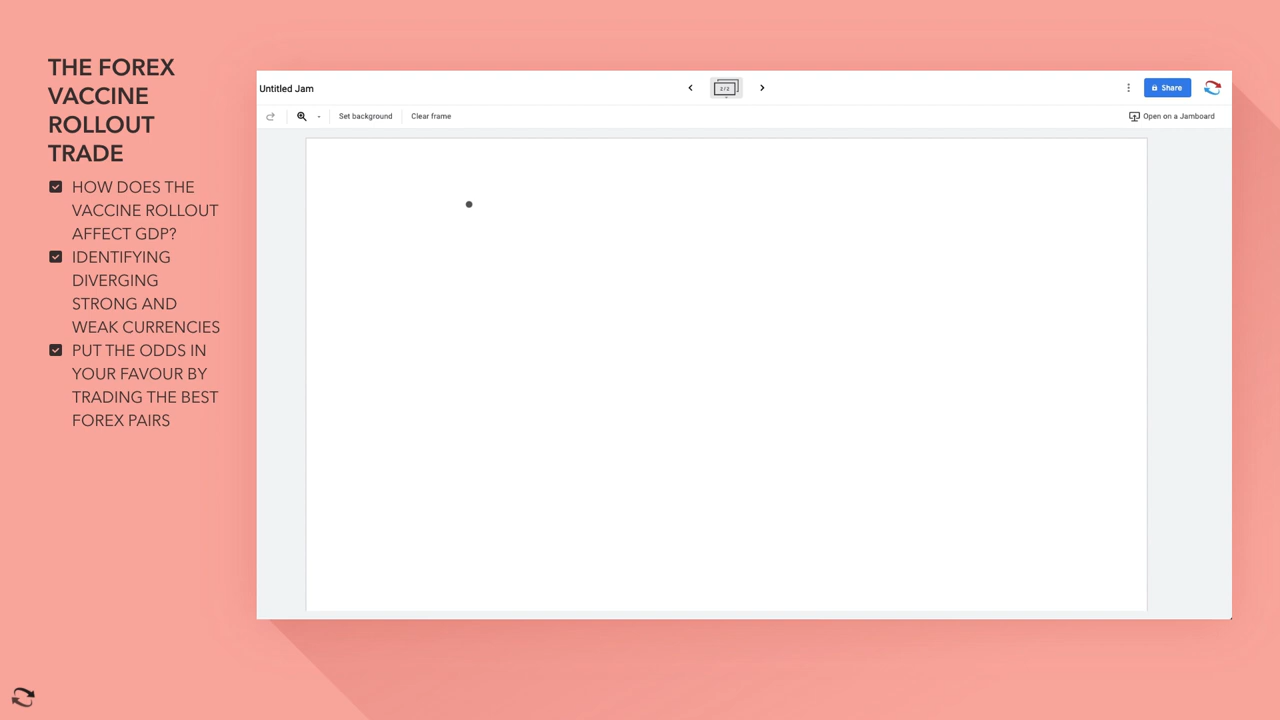 THE FOREX
VACCINE
ROLLOUT
TRADE
HOW DOES THE
VACCINE ROLLOUT
AFFECT GDP?
IDENTIFYING
DIVERGING
STRONG AND
WEAK CURRENCIES
PUT THE ODDS IN
YOUR FAVOUR BY
TRADING THE BEST
FOREX PAIRS
Untitled Jam
2/2
Share
Set background
Clear frame
Open on a Jamboard